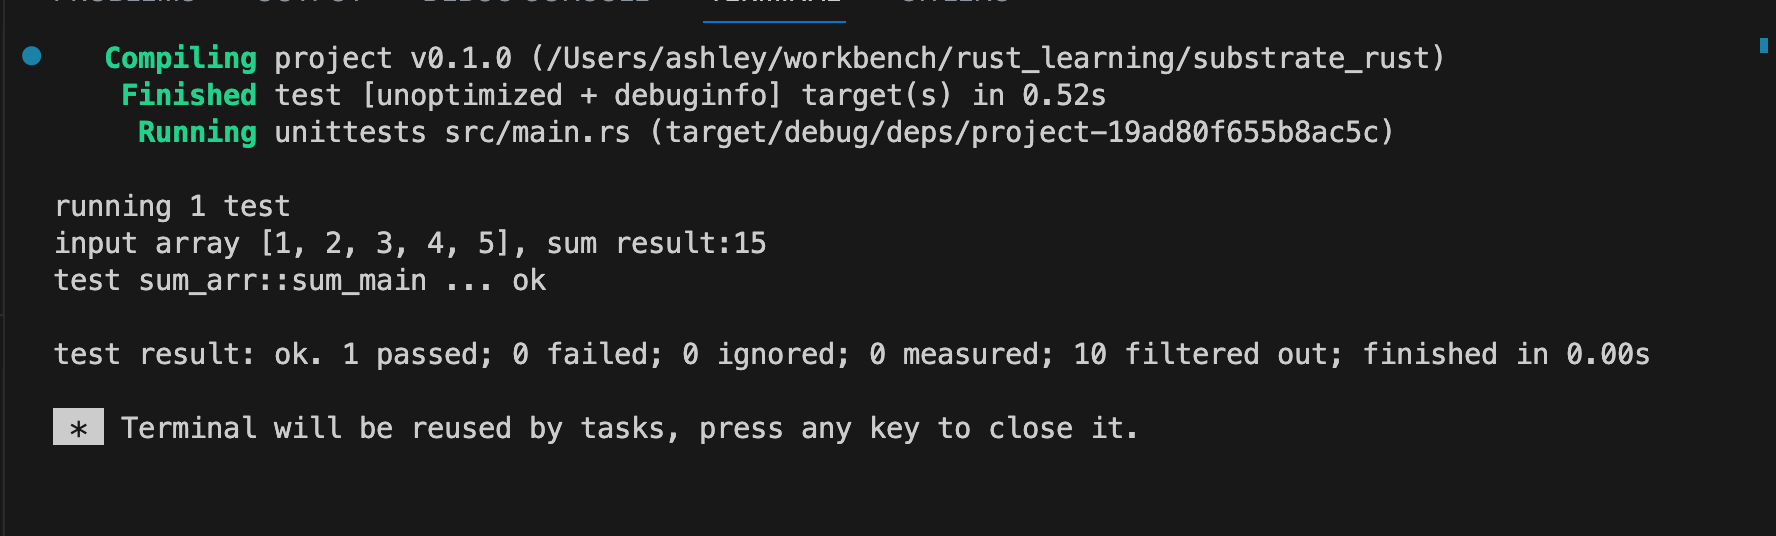 Compiling project v0.1.0 (/Users/ashley/workbench/rust_learning/substrate_rust)
Finished test [unoptimized + debuginfo] target(s) in 0.52s
Running unittests src/main.rs (target/debug/deps/project-19ad80f655b8ac5c)
running 1 test
input array [1, 2, 3, 4, 5], sum result:15
test sum_arr::sum_main ... ok
test result: ok. 1 passed; 0 failed; 0 ignored; 0 measured; 10 filtered out; finished in 0.00s
* Terminal will be reused by tasks, press any key to close it.